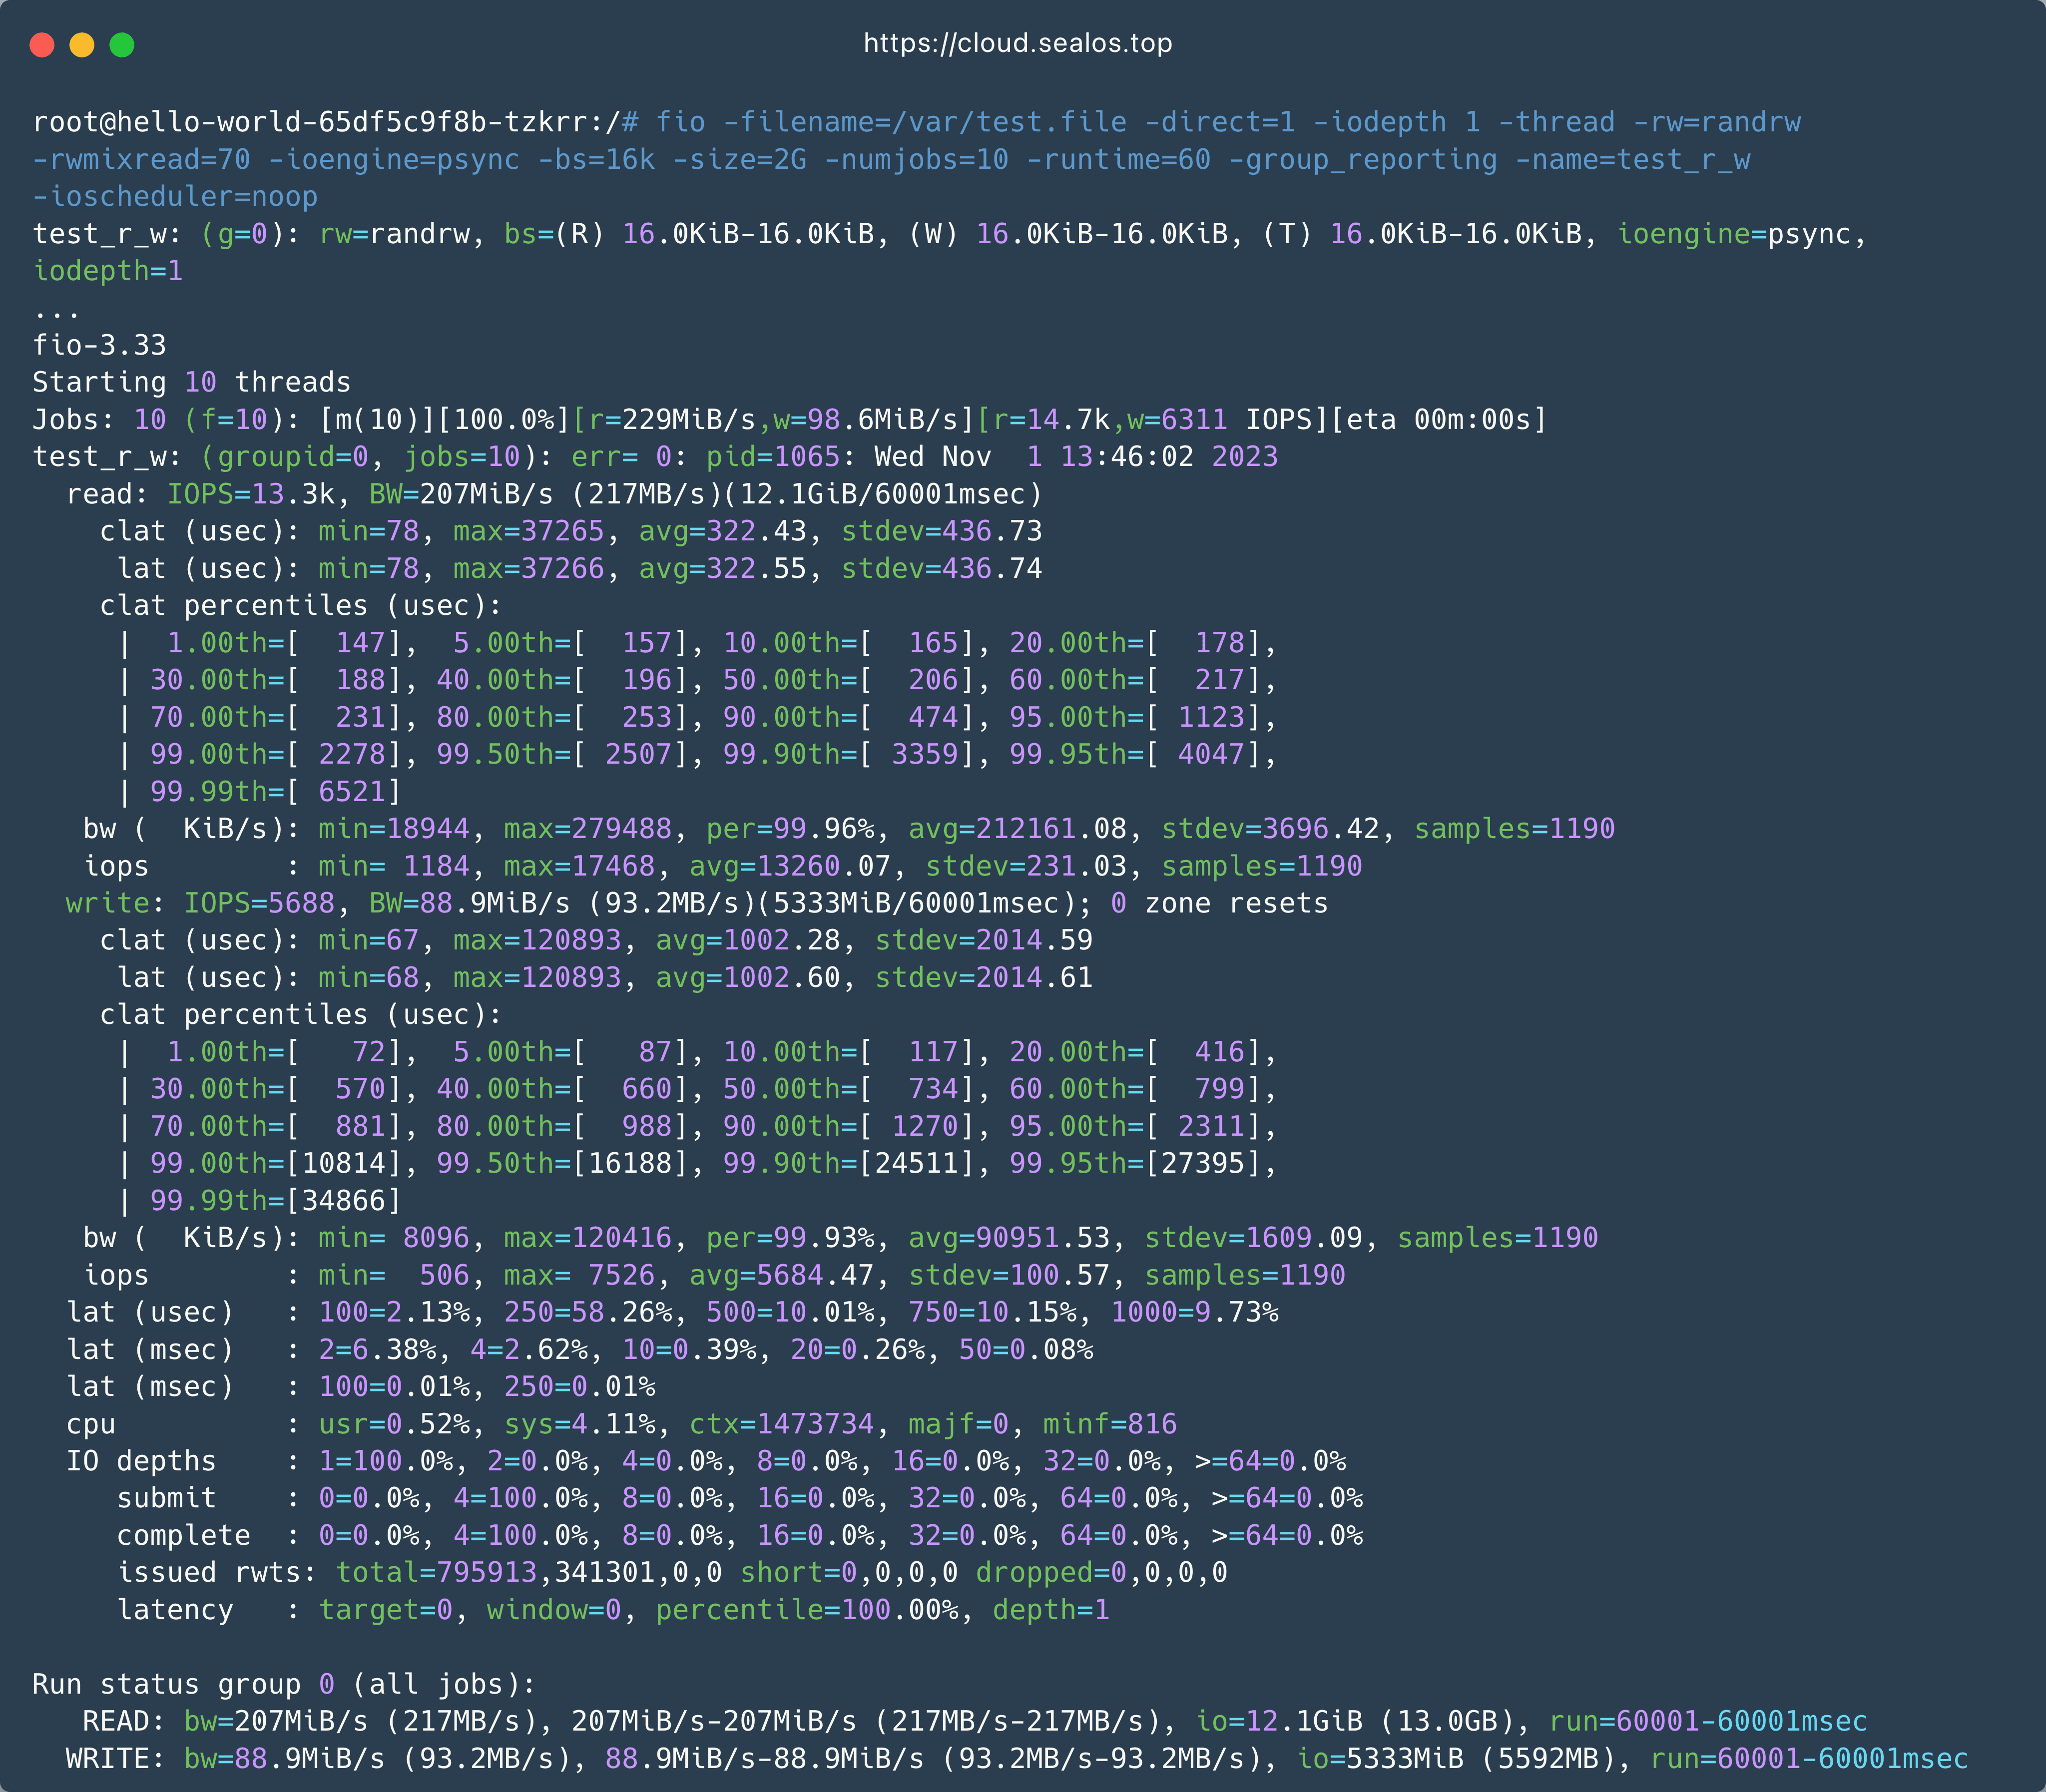 https://cloud.sealos.top
root@hello-world-65df5c9f8b-tzkrr:/# fio -filename=/var/test.file -direct=1 -iodepth 1 -thread -rw=randrw
-rwmixread=70 -ioengine=psync -bs=16k -size=2G -numjobs=10 -runtime=60 -group_reporting -name=test_r_w
-ioscheduler=noop
test_r_w: (g=0): rw=randrw, bs=(R) 16.0KiB-16.0KiB, (W) 16.0KiB-16.0KiB, (T) 16.0KiB-16.0KiB, ioengine=psync,
iodepth=1
...
fio-3.33
Starting 10 threads
Jobs: 10 (f=10): [m(10)][100.0%][r=229MiB/s,w=98.6MiB/s][r=14.7k,w=6311 IOPS][eta 00m:00s]
test_r_w: (groupid=0, jobs=10): err= 0: pid=1065: Wed Nov  1 13:46:02 2023
  read: IOPS=13.3k, BW=207MiB/s (217MB/s)(12.1GiB/60001msec)
    clat (usec): min=78, max=37265, avg=322.43, stdev=436.73
     lat (usec): min=78, max=37266, avg=322.55, stdev=436.74
    clat percentiles (usec):
     |  1.00th=[  147],  5.00th=[  157], 10.00th=[  165], 20.00th=[  178],
     | 30.00th=[  188], 40.00th=[  196], 50.00th=[  206], 60.00th=[  217],
     | 70.00th=[  231], 80.00th=[  253], 90.00th=[  474], 95.00th=[ 1123],
     | 99.00th=[ 2278], 99.50th=[ 2507], 99.90th=[ 3359], 99.95th=[ 4047],
     | 99.99th=[ 6521]
   bw (  KiB/s): min=18944, max=279488, per=99.96%, avg=212161.08, stdev=3696.42, samples=1190
   iops        : min= 1184, max=17468, avg=13260.07, stdev=231.03, samples=1190
  write: IOPS=5688, BW=88.9MiB/s (93.2MB/s)(5333MiB/60001msec); 0 zone resets
    clat (usec): min=67, max=120893, avg=1002.28, stdev=2014.59
     lat (usec): min=68, max=120893, avg=1002.60, stdev=2014.61
    clat percentiles (usec):
     |  1.00th=[   72],  5.00th=[   87], 10.00th=[  117], 20.00th=[  416],
     | 30.00th=[  570], 40.00th=[  660], 50.00th=[  734], 60.00th=[  799],
     | 70.00th=[  881], 80.00th=[  988], 90.00th=[ 1270], 95.00th=[ 2311],
     | 99.00th=[10814], 99.50th=[16188], 99.90th=[24511], 99.95th=[27395],
     | 99.99th=[34866]
   bw (  KiB/s): min= 8096, max=120416, per=99.93%, avg=90951.53, stdev=1609.09, samples=1190
   iops        : min=  506, max= 7526, avg=5684.47, stdev=100.57, samples=1190
  lat (usec)   : 100=2.13%, 250=58.26%, 500=10.01%, 750=10.15%, 1000=9.73%
  lat (msec)   : 2=6.38%, 4=2.62%, 10=0.39%, 20=0.26%, 50=0.08%
  lat (msec)   : 100=0.01%, 250=0.01%
  cpu          : usr=0.52%, sys=4.11%, ctx=1473734, majf=0, minf=816
  IO depths    : 1=100.0%, 2=0.0%, 4=0.0%, 8=0.0%, 16=0.0%, 32=0.0%, >=64=0.0%
     submit    : 0=0.0%, 4=100.0%, 8=0.0%, 16=0.0%, 32=0.0%, 64=0.0%, >=64=0.0%
     complete  : 0=0.0%, 4=100.0%, 8=0.0%, 16=0.0%, 32=0.0%, 64=0.0%, >=64=0.0%
     issued rwts: total=795913,341301,0,0 short=0,0,0,0 dropped=0,0,0,0
     latency   : target=0, window=0, percentile=100.00%, depth=1
Run status group 0 (all jobs):
   READ: bw=207MiB/s (217MB/s), 207MiB/s-207MiB/s (217MB/s-217MB/s), io=12.1GiB (13.0GB), run=60001-60001msec
  WRITE: bw=88.9MiB/s (93.2MB/s), 88.9MiB/s-88.9MiB/s (93.2MB/s-93.2MB/s), io=5333MiB (5592MB), run=60001-60001msec